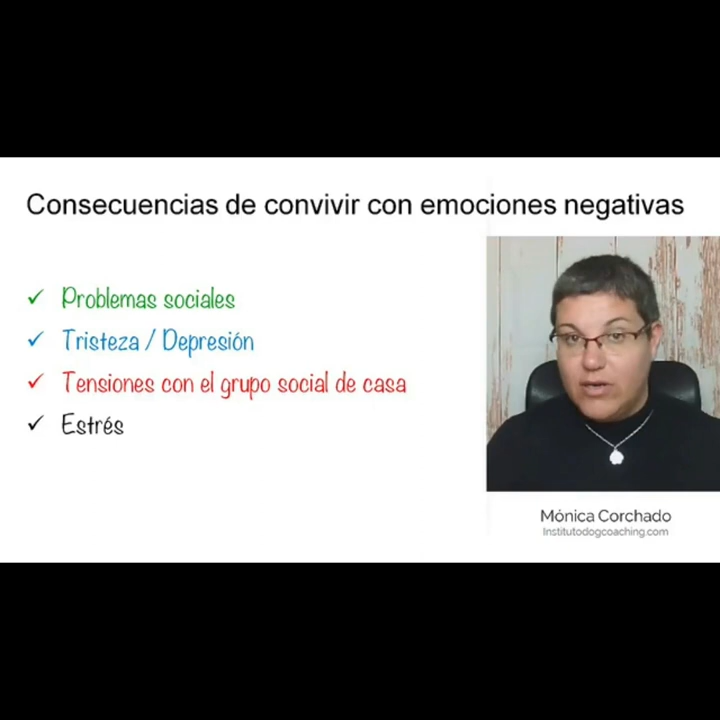 Consecuencias de convivir con emociones negativas
Problemas sociales
Tristeza / Depresión
Tensiones con el grupo social de casa
Estrés
Mónica Corchado
Institutodogcoaching.com